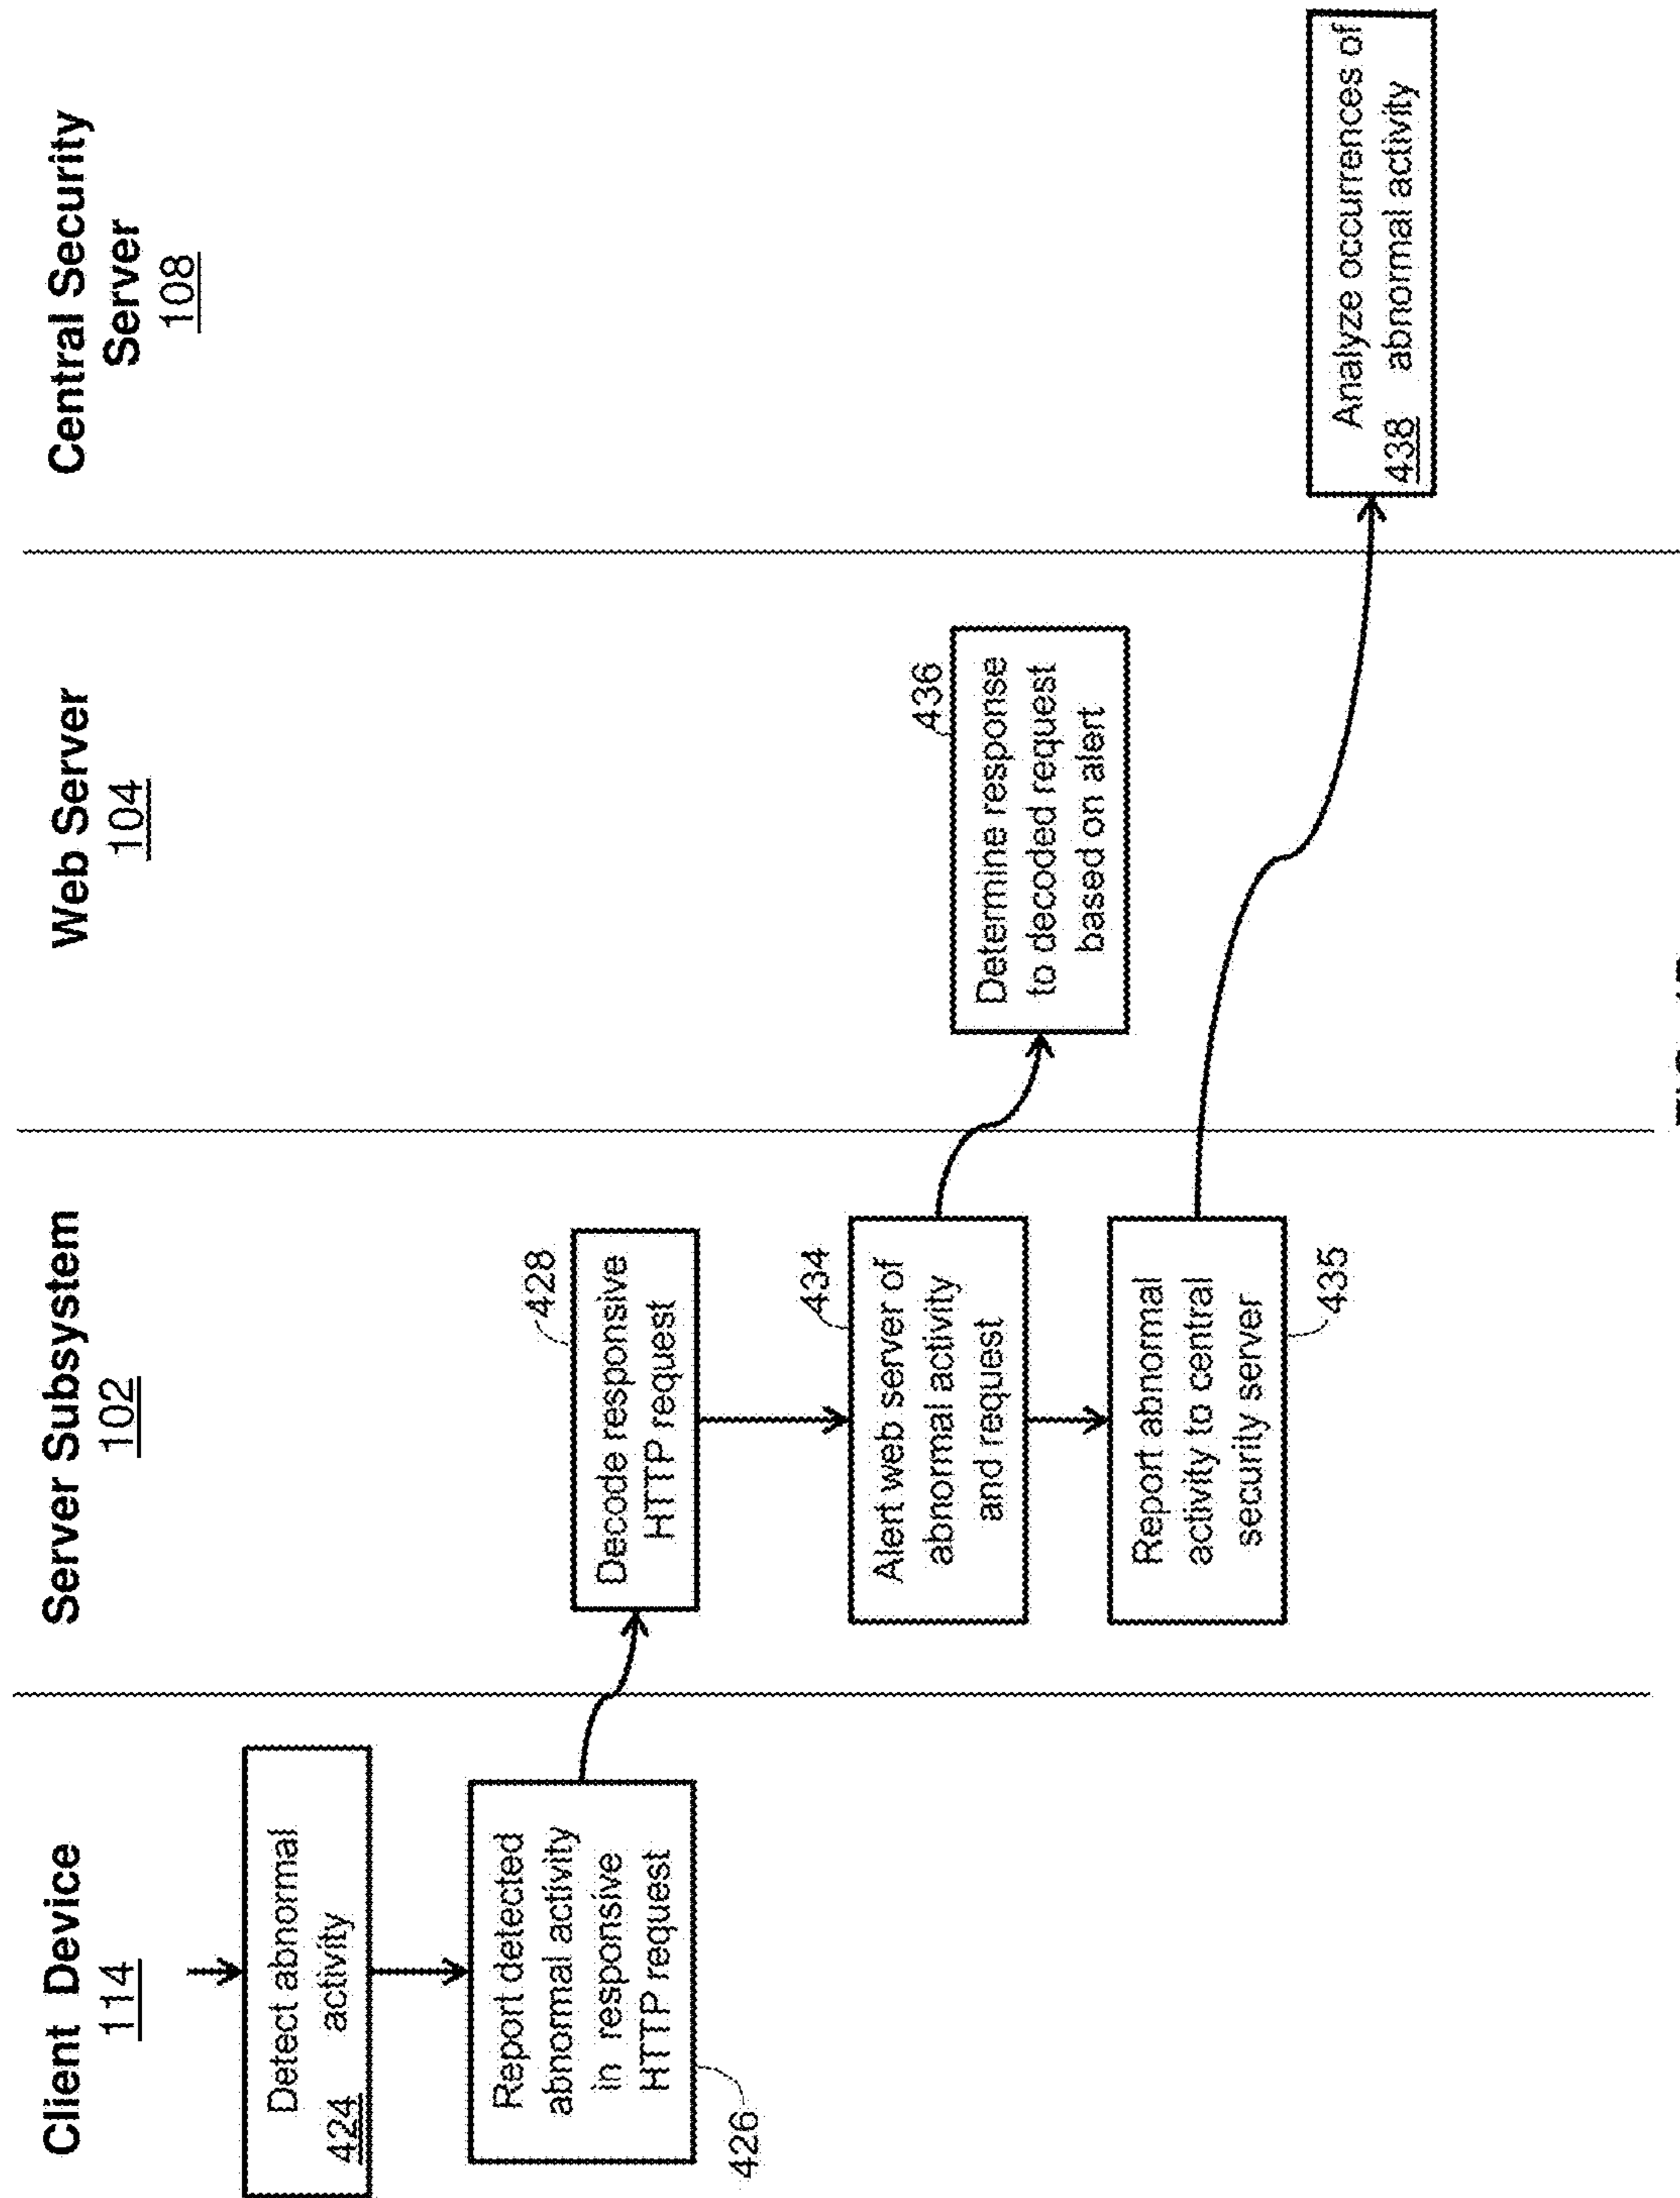 Client Device
114
Server Subsystem
102
Web Server
104
Central Security
Server
108
Detect abnormal
424 activity
Report detected
abnormal activity
in responsive
HTTP request
426
428
Decode responsive
HTTP request
434
Alert web server of
abnormal activity
and request
436
Determine response
to decoded request
based on alert
Report abnormal
activity to central
security server
435
Analyze occurrences of
438 abnormal activity